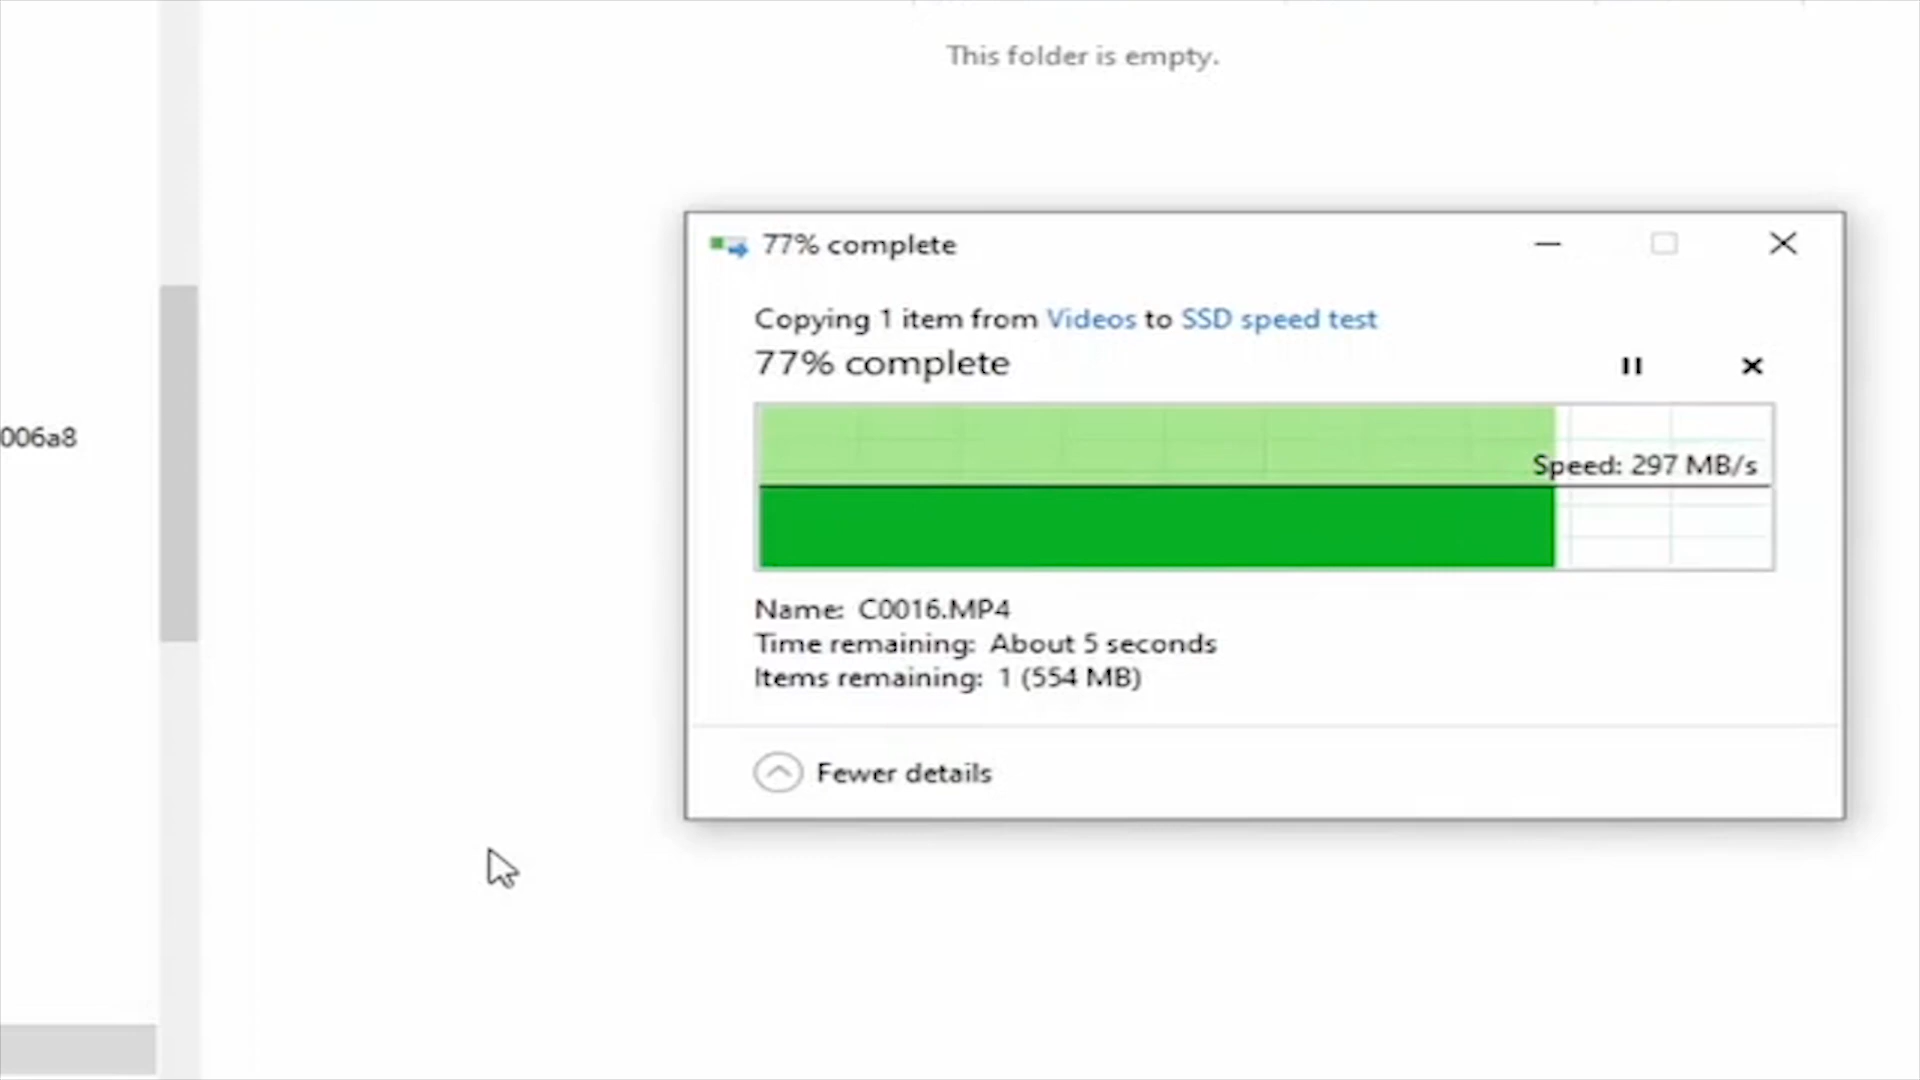 This folder is empty.
77% complete
Copying 1 item from Videos to SSD speed test
77% complete
006a8
Speed: 297 MB/s
Name: C0016.MP4
Time remaining: About 5 seconds
Items remaining: 1 (554 MB)
Fewer details